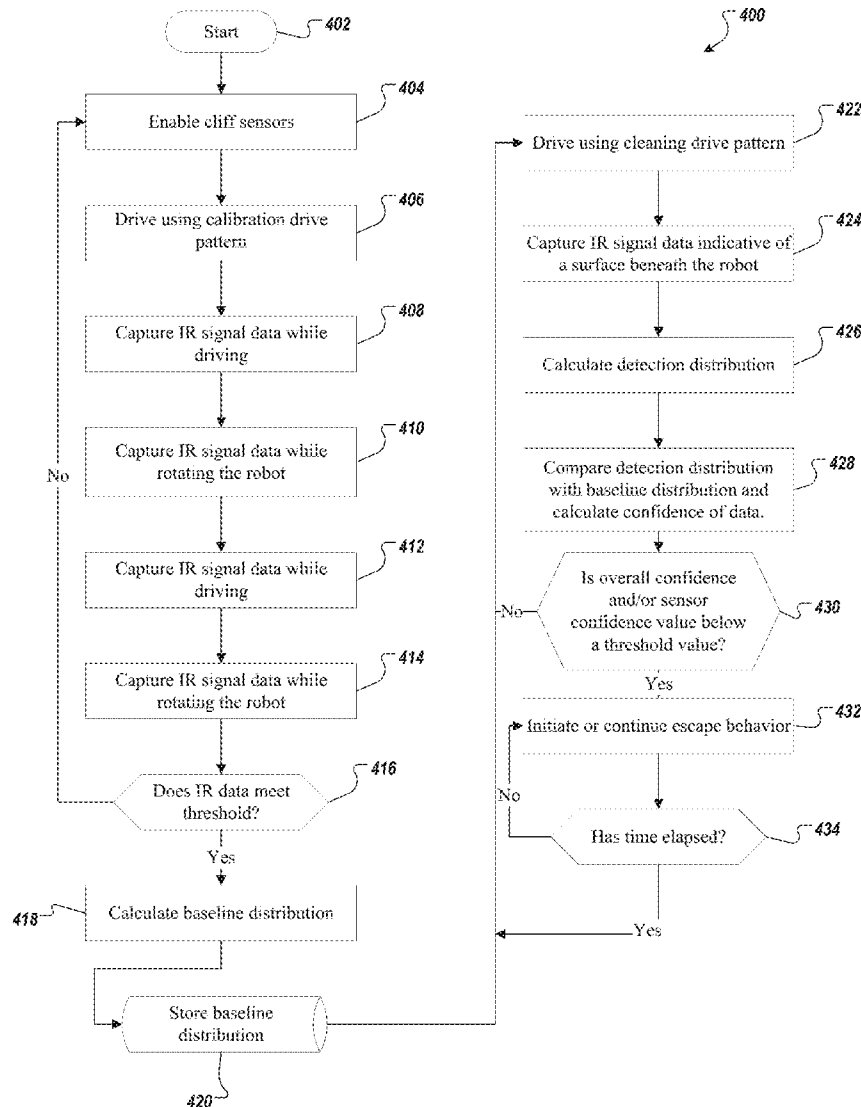 Start
402
Enable cliff sensors
404
Drive using calibration drive
pattern
406
Capture IR signal data while
driving
408
Capture IR signal data while
rotating the robot
410
No
Capture IR signal data while
driving
412
Capture IR signal data while
rotating the robot
414
Does IR data meet
threshold?
416
Yes
Calculate baseline distribution
418
Store baseline
distribution
420
400
Drive using cleaning drive pattern
422
Capture IR signal data indicative of
a surface beneath the robot
424
Calculate detection distribution
426
Compare detection distribution
with baseline distribution and
calculate confidence of data.
428
Is overall confidence
and/or sensor
confidence value below
a threshold value?
430
No
Yes
Initiate or continue escape behavior
432
No
Has time elapsed?
434
Yes